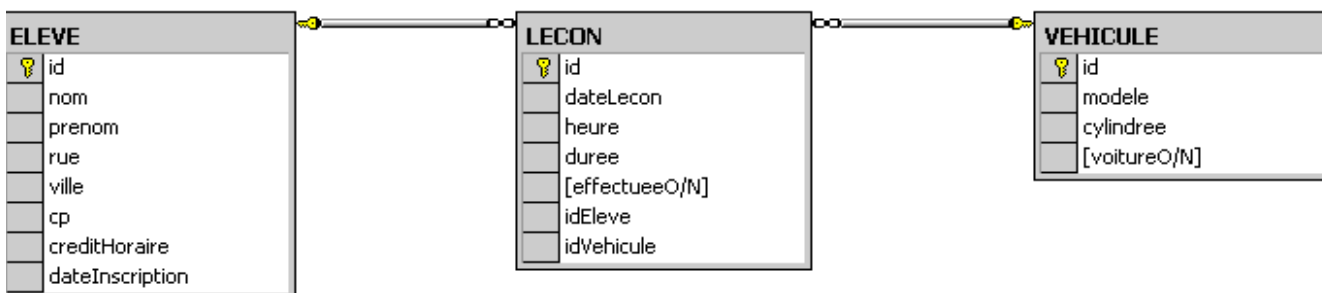 ELEVE
id
nom
prenom
rue
ville
cp
creditHoraire
dateInscription
LECON
id
dateLecon
heure
duree
[effectueeO/N]
idEleve
idVehicule
VEHICULE
id
modele
cylindree
[voitureO/N]